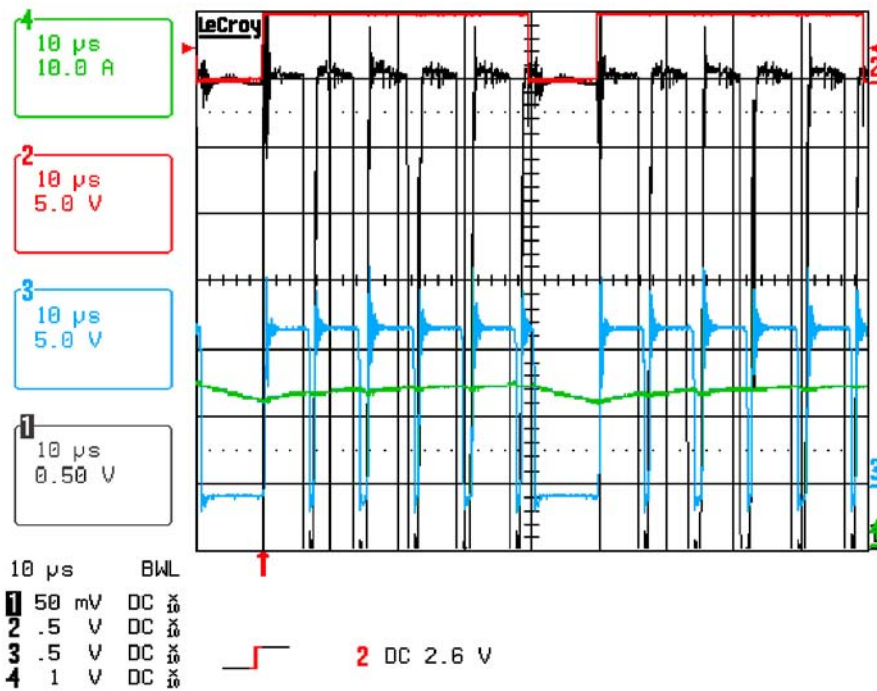 4
10 µs
10.0 A
LeCroy
2
10 µs
5.0 V
3
10 µs
5.0 V
1
10 µs
0.50 V
10 µs BWL
1 50 mV DC X10
2 .5 V DC X10
3 .5 V DC X10
4 1 V DC X10
2 DC 2.6 V